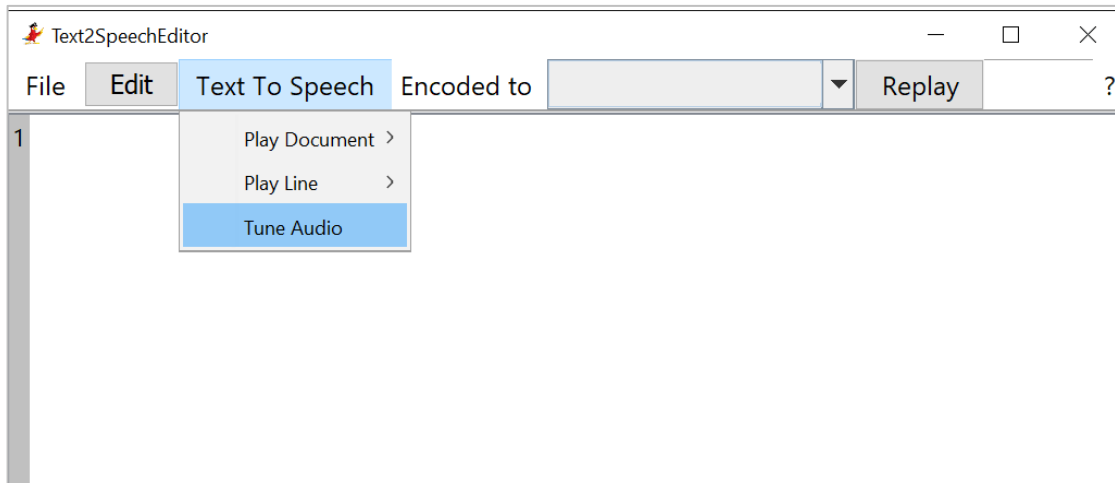 Text2SpeechEditor
File Edit Text To Speech Encoded to Replay ?
1
Play Document
Play Line
Tune Audio